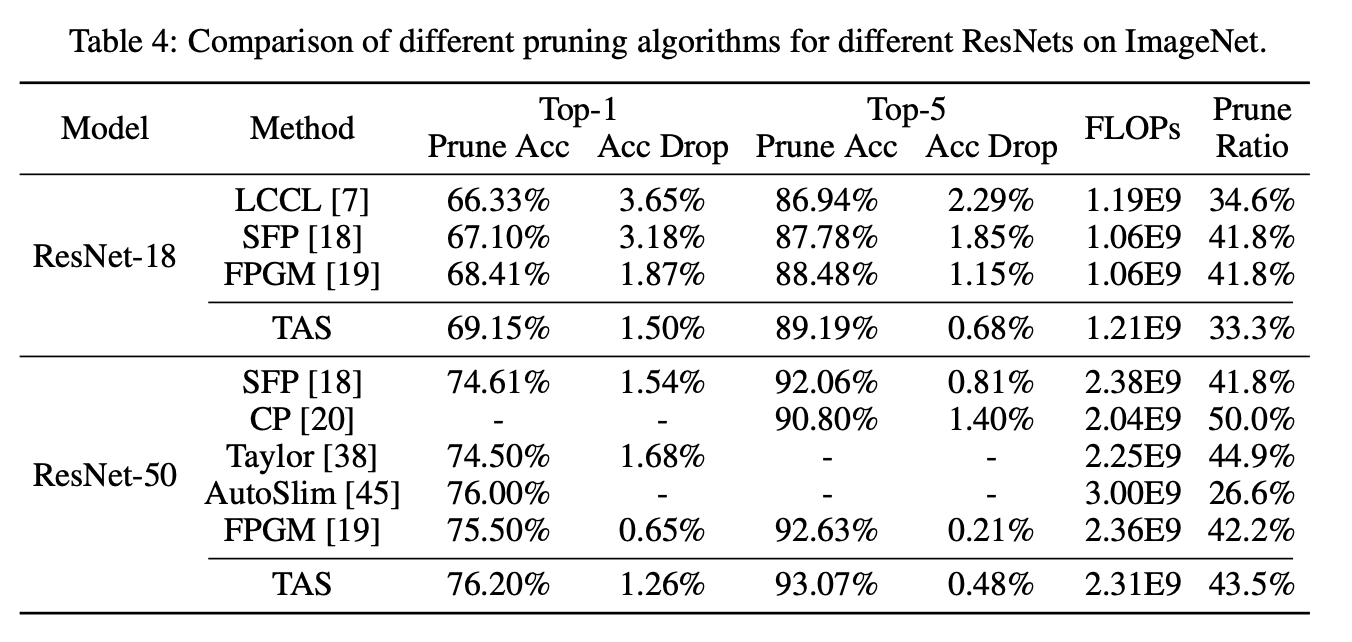 Table 4: Comparison of different pruning algorithms for different ResNets on ImageNet.
Model Method Top-1 Top-5 FLOPs Prune Ratio
Prune Acc Acc Drop Prune Acc Acc Drop
ResNet-18
LCCL [7] 66.33% 3.65% 86.94% 2.29% 1.19E9 34.6%
SFP [18] 67.10% 3.18% 87.78% 1.85% 1.06E9 41.8%
FPGM [19] 68.41% 1.87% 88.48% 1.15% 1.06E9 41.8%
TAS 69.15% 1.50% 89.19% 0.68% 1.21E9 33.3%
ResNet-50
SFP [18] 74.61% 1.54% 92.06% 0.81% 2.38E9 41.8%
CP [20] - - 90.80% 1.40% 2.04E9 50.0%
Taylor [38] 74.50% 1.68% - - 2.25E9 44.9%
AutoSlim [45] 76.00% - - - 3.00E9 26.6%
FPGM [19] 75.50% 0.65% 92.63% 0.21% 2.36E9 42.2%
TAS 76.20% 1.26% 93.07% 0.48% 2.31E9 43.5%